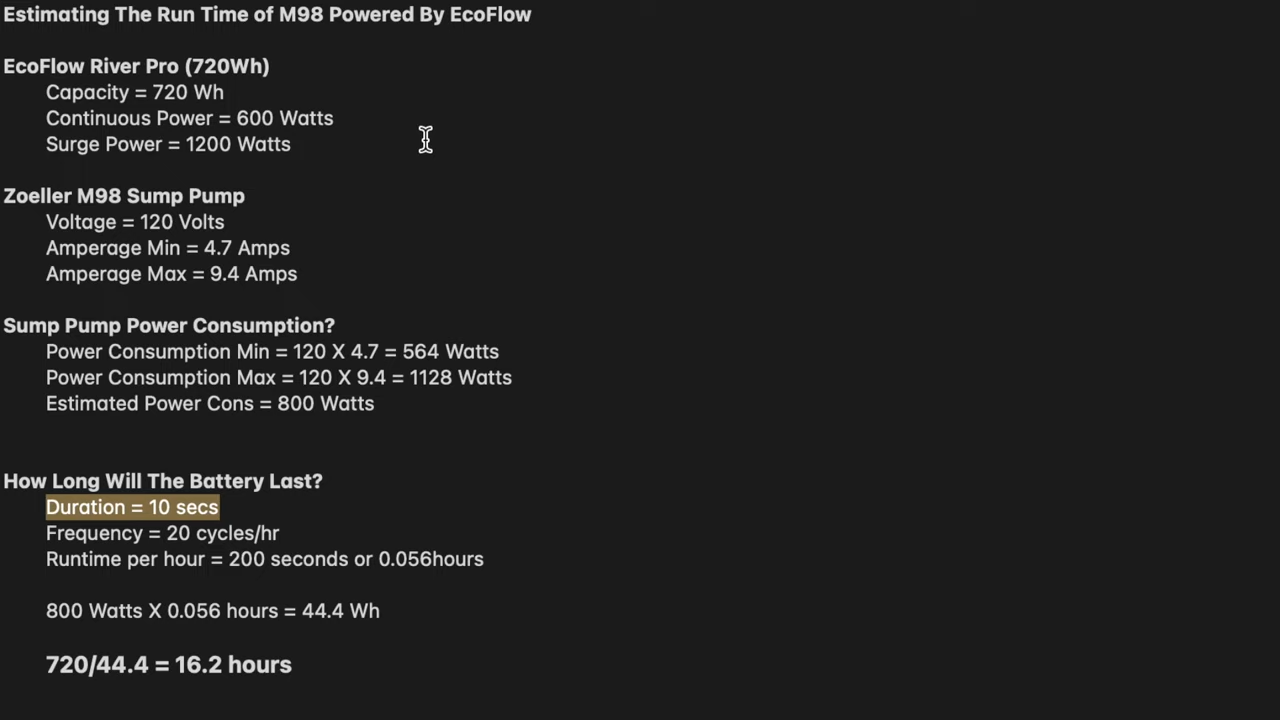 Estimating The Run Time of M98 Powered By EcoFlow
EcoFlow River Pro (720Wh)
Capacity = 720 Wh
Continuous Power = 600 Watts
Surge Power = 1200 Watts
Zoeller M98 Sump Pump
Voltage = 120 Volts
Amperage Min = 4.7 Amps
Amperage Max = 9.4 Amps
Sump Pump Power Consumption?
Power Consumption Min = 120 X 4.7 = 564 Watts
Power Consumption Max = 120 X 9.4 = 1128 Watts
Estimated Power Cons = 800 Watts
How Long Will The Battery Last?
Duration = 10 secs
Frequency = 20 cycles/hr
Runtime per hour = 200 seconds or 0.056hours
800 Watts X 0.056 hours = 44.4 Wh
720/44.4 = 16.2 hours